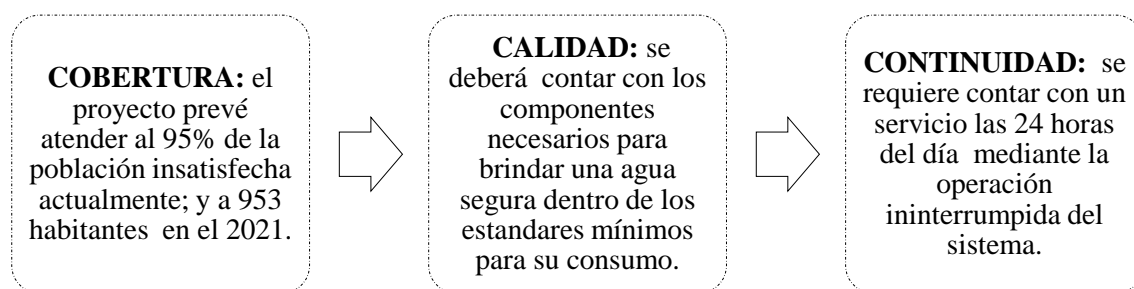 COBERTURA: el
proyecto prevé
atender al 95% de la
población insatisfecha
actualmente; y a 953
habitantes en el 2021.
CALIDAD: se
deberá contar con los
componentes
necesarios para
brindar una agua
segura dentro de los
estandares mínimos
para su consumo.
CONTINUIDAD: se
requiere contar con un
servicio las 24 horas
del día mediante la
operación
ininterrumpida del
sistema.